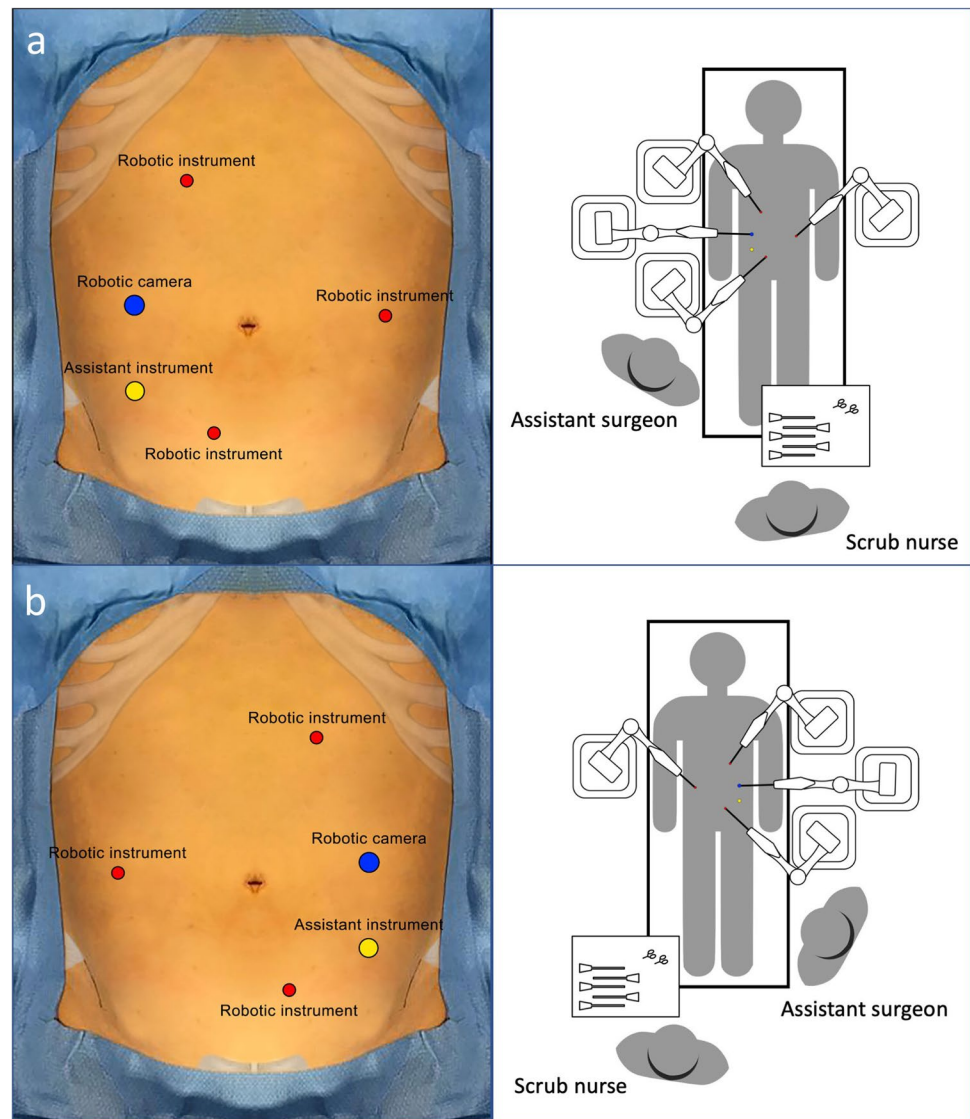 a
Robotic instrument
Robotic camera
Robotic instrument
Assistant instrument
Robotic instrument
Assistant surgeon
Scrub nurse
b
Robotic instrument
Robotic camera
Robotic instrument
Assistant instrument
Robotic instrument
Assistant surgeon
Scrub nurse